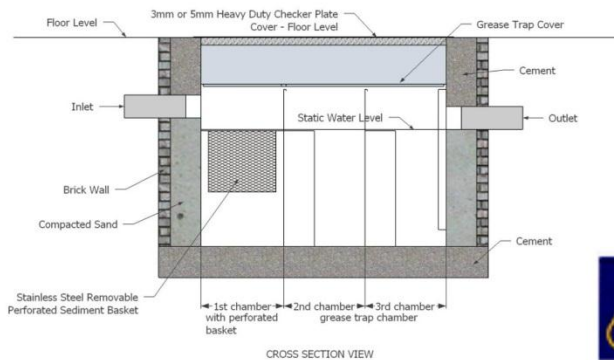 3mm or 5mm Heavy Duty Checker Plate
Cover - Floor Level
Floor Level
Grease Trap Cover
Cement
Inlet
Static Water Level
Outlet
Brick Wall
Compacted Sand
Cement
Stainless Steel Removable
Perforated Sediment Basket
1st chamber
with perforated
basket
2nd chamber
3rd chamber
grease trap chamber
CROSS SECTION VIEW